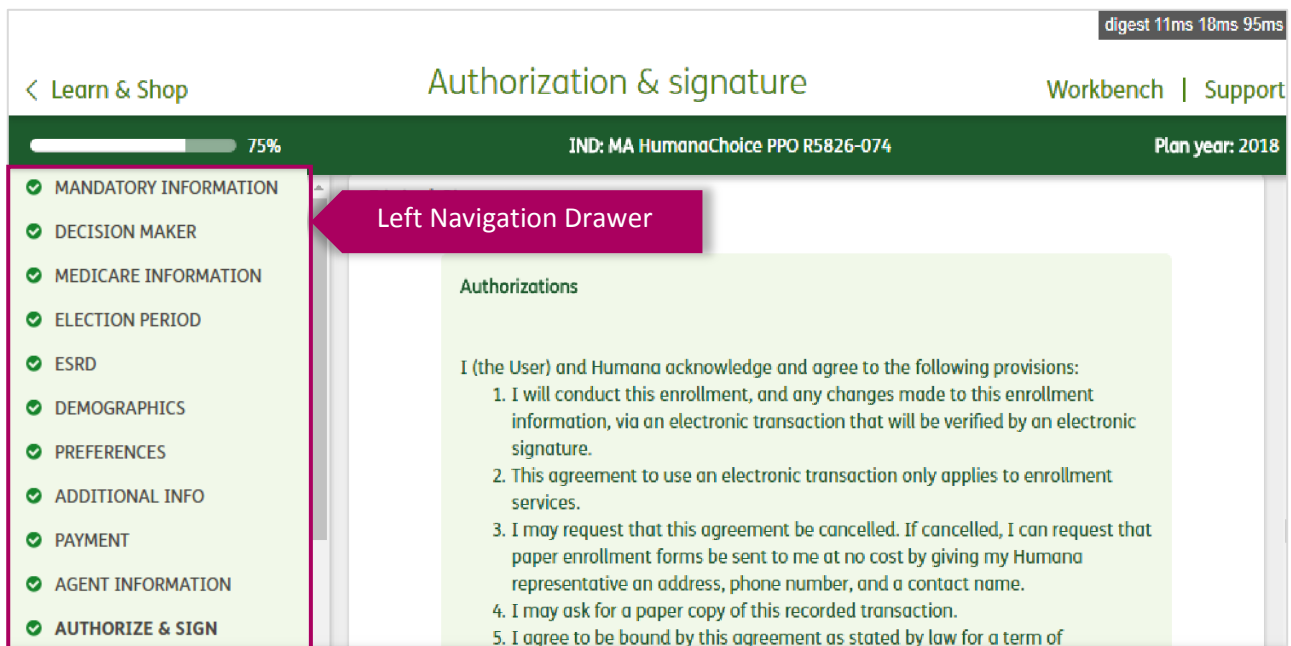 digest 11ms 18ms 95ms
< Learn & Shop
Authorization & signature
Workbench | Support
75%
IND: MA HumanaChoice PPO R5826-074
Plan year: 2018
MANDATORY INFORMATION
DECISION MAKER
MEDICARE INFORMATION
ELECTION PERIOD
ESRD
DEMOGRAPHICS
PREFERENCES
ADDITIONAL INFO
PAYMENT
AGENT INFORMATION
AUTHORIZE & SIGN
Left Navigation Drawer
Authorizations
I (the User) and Humana acknowledge and agree to the following provisions:
1. I will conduct this enrollment, and any changes made to this enrollment
information, via an electronic transaction that will be verified by an electronic
signature.
2. This agreement to use an electronic transaction only applies to enrollment
services.
3. I may request that this agreement be cancelled. If cancelled, I can request that
paper enrollment forms be sent to me at no cost by giving my Humana
representative an address, phone number, and a contact name.
4. I may ask for a paper copy of this recorded transaction.
5. I agree to be bound by this agreement as stated by law for a term of